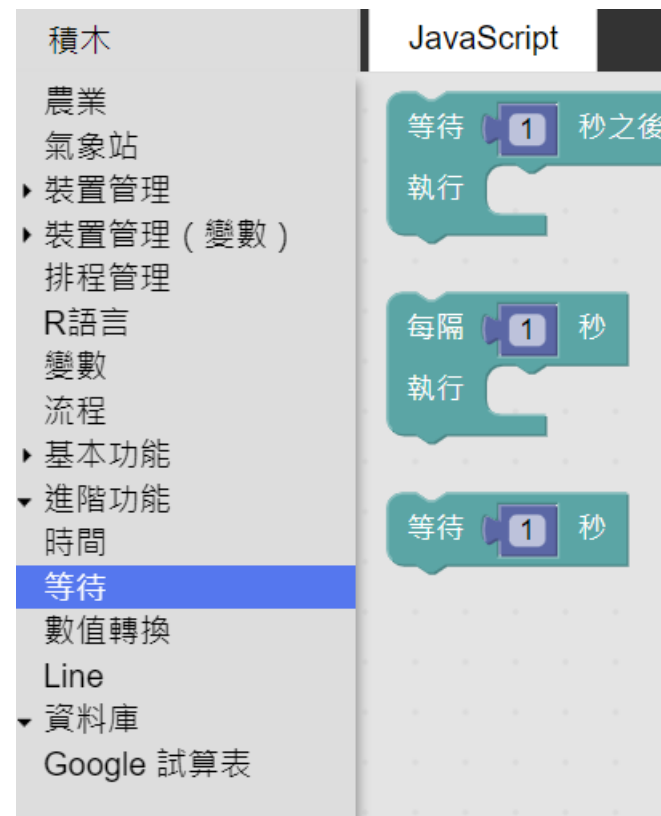 積木
JavaScript
農業
氣象站
裝置管理
裝置管理(變數)
排程管理
R語言
變數
流程
基本功能
進階功能
時間
等待
數值轉換
Line
資料庫
Google 試算表
等待 1 秒之後
執行
每隔 1 秒
執行
等待 1 秒